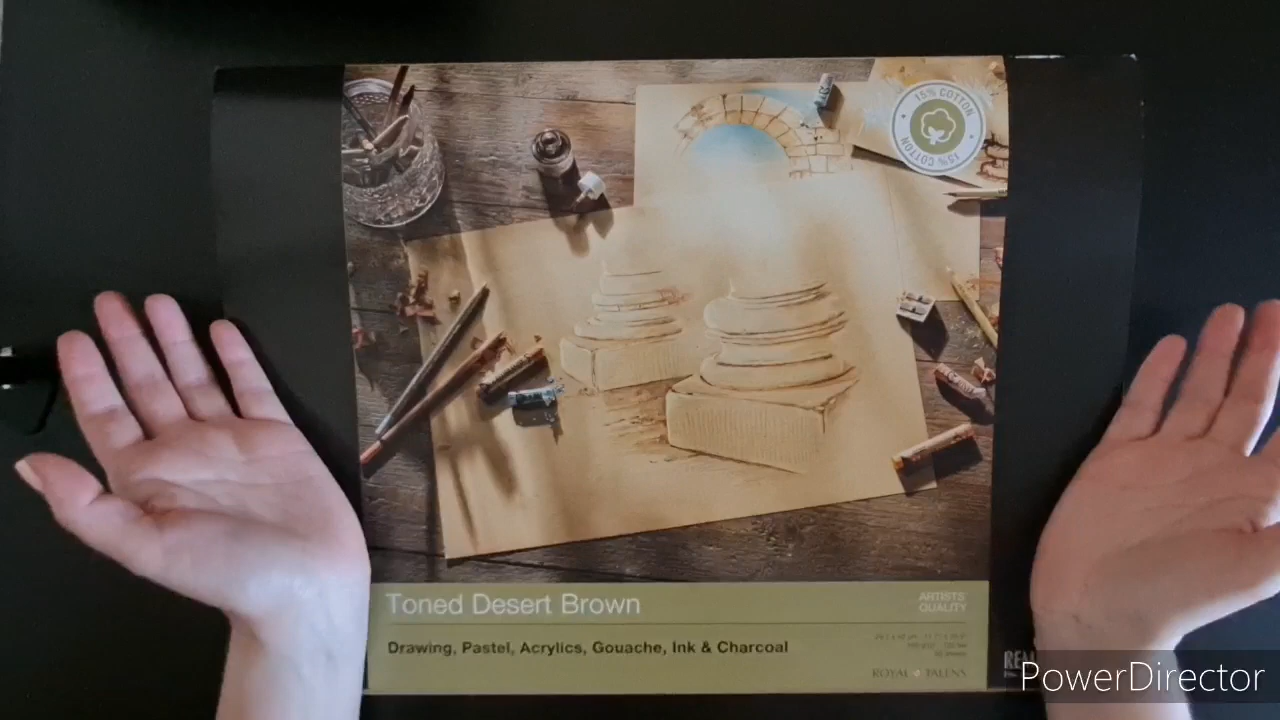 15% COTTON
15% COTTON
Toned Desert Brown
ARTISTS'
QUALITY
Drawing, Pastel, Acrylics, Gouache, Ink & Charcoal
ROYAL TALENS
PowerDirector